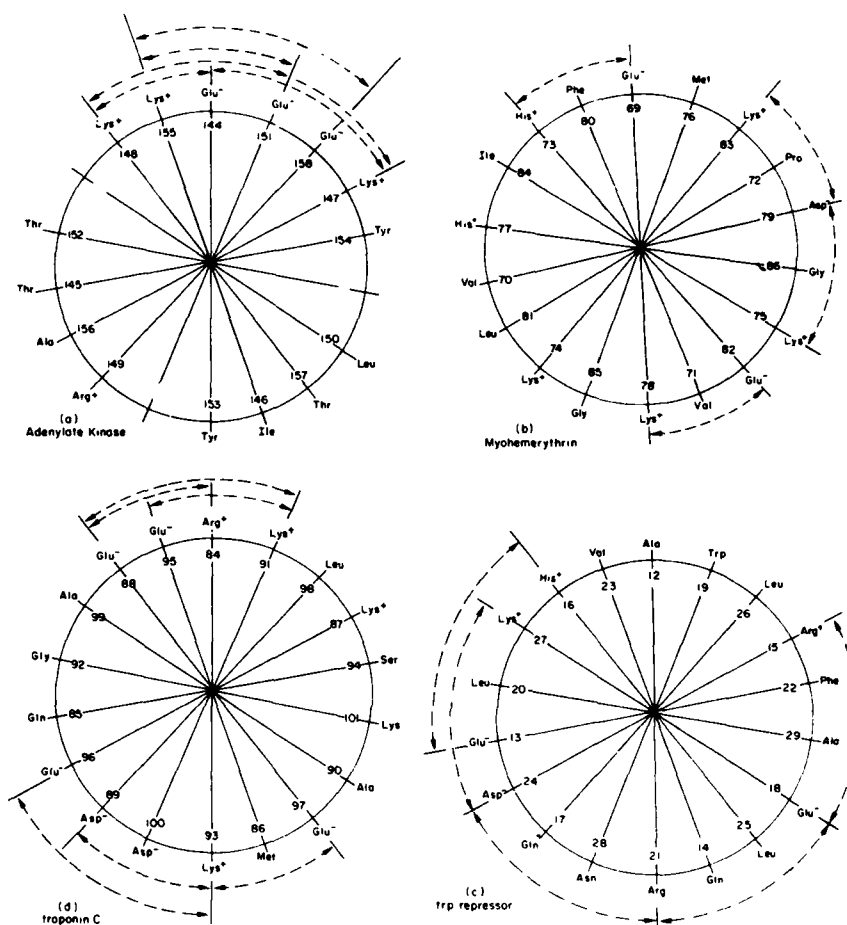 Glu⁻
144
Glu⁻
151
Glu⁻
158
Lys⁺
147
Tyr
154
Leu
150
Thr
157
Ile
146
Tyr
153
Arg⁺
149
Ala
156
Thr
145
Thr
152
Lys⁺
148
Lys⁺
155
(a)
Adenylate Kinase
Glu⁻
69
Met
76
Lys⁺
83
Pro
72
Asp⁻
79
Gly
86
Lys⁺
75
Glu⁻
82
Val
71
Lys⁺
78
Gly
85
Lys⁺
74
Leu
81
Val
70
His⁺
77
Ile
84
His⁺
73
Phe
80
(b)
Myohemerythrin
Arg⁺
84
Lys⁺
91
Leu
98
Lys⁺
87
Ser
94
Lys
101
Ala
90
Glu⁻
97
Met
86
Lys⁺
93
Asp⁻
100
Asp⁻
89
Glu⁻
96
Gln
85
Gly
92
Ala
99
Glu⁻
88
Glu⁻
95
(d)
troponin C
Ala
12
Trp
19
Leu
26
Arg⁺
15
Phe
22
Ala
29
Glu⁻
18
Leu
25
Gln
14
Arg
21
Asn
28
17
Asp⁻
24
Glu⁻
13
Leu
20
Lys⁺
27
His⁺
16
Val
23
(c)
trp repressor